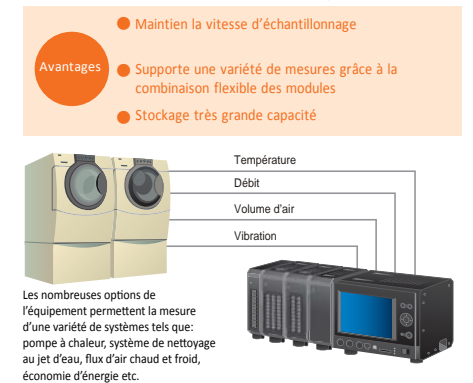 Avantages
Maintien la vitesse d'échantillonnage
Supporte une variété de mesures grâce à la
combinaison flexible des modules
Stockage très grande capacité
Température
Débit
Volume d'air
Vibration
Les nombreuses options de
l'équipement permettent la mesure
d'une variété de systèmes tels que:
pompe à chaleur, système de nettoyage
au jet d'eau, flux d'air chaud et froid,
économie d'énergie etc.